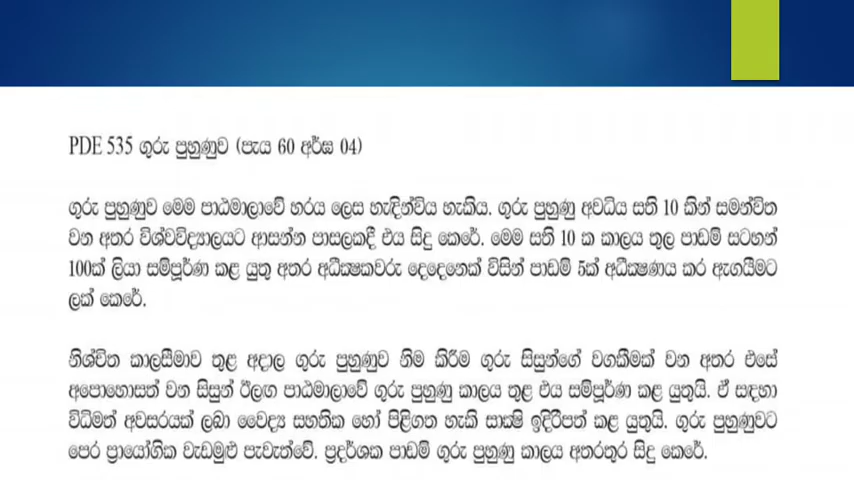 PDE 535 ගුරු පුහුණුව (පැය 60 අර්ඝ 04)
ගුරු පුහුණුව මෙම පාඨමාලාවේ හරය ලෙස හැඳින්විය හැකිය. ගුරු පුහුණු අවධිය සති 10 කින් සමන්විත
වන අතර විශ්වවිද්‍යාලයට ආසන්න පාසලකදී එය සිදු කෙරේ. මෙම සති 10 ක කාලය තුල පාඩම් සටහන්
100ක් ලියා සම්පූර්ණ කළ යුතු අතර අධීක්‍ෂකවරු දෙදෙනෙක් විසින් පාඩම් 5ක් අධීක්‍ෂණය කර ඇගයීමට
ලක් කෙරේ.
නිශ්චිත කාලසීමාව තුළ අදාල ගුරු පුහුණුව නිම කිරීම ගුරු සිසුන්ගේ වගකීමක් වන අතර එසේ
අපොහොසත් වන සිසුන් ඊලඟ පාඨමාලාවේ ගුරු පුහුණු කාලය තුළ එය සම්පූර්ණ කළ යුතුයි. ඒ සඳහා
විධිමත් අවසරයක් ලබා වෛද්‍ය සහතික හෝ පිළිගත හැකි සාක්‍ෂි ඉදිරිපත් කළ යුතුයි. ගුරු පුහුණුවට
පෙර ප්‍රායෝගික වැඩමුළු පැවැත්වේ. ප්‍රදර්ශක පාඩම් ගුරු පුහුණු කාලය අතරතුර සිදු කෙරේ.